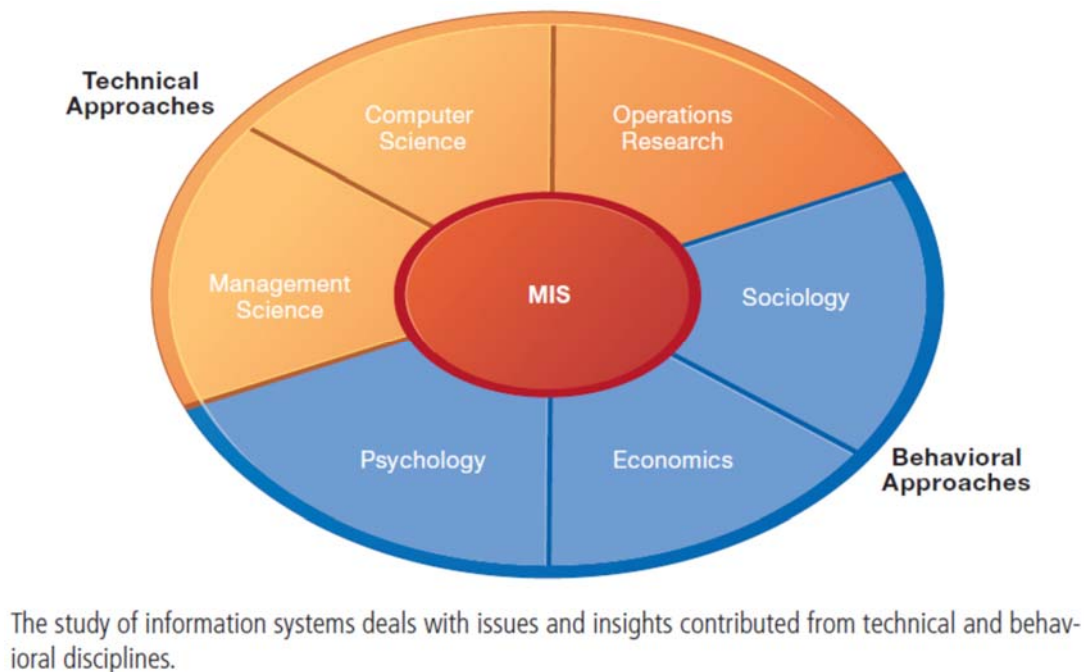 Technical
Approaches
Computer
Science
Operations
Research
Management
Science
MIS
Sociology
Psychology
Economics
Behavioral
Approaches
The study of information systems deals with issues and insights contributed from technical and behav-
ioral disciplines.